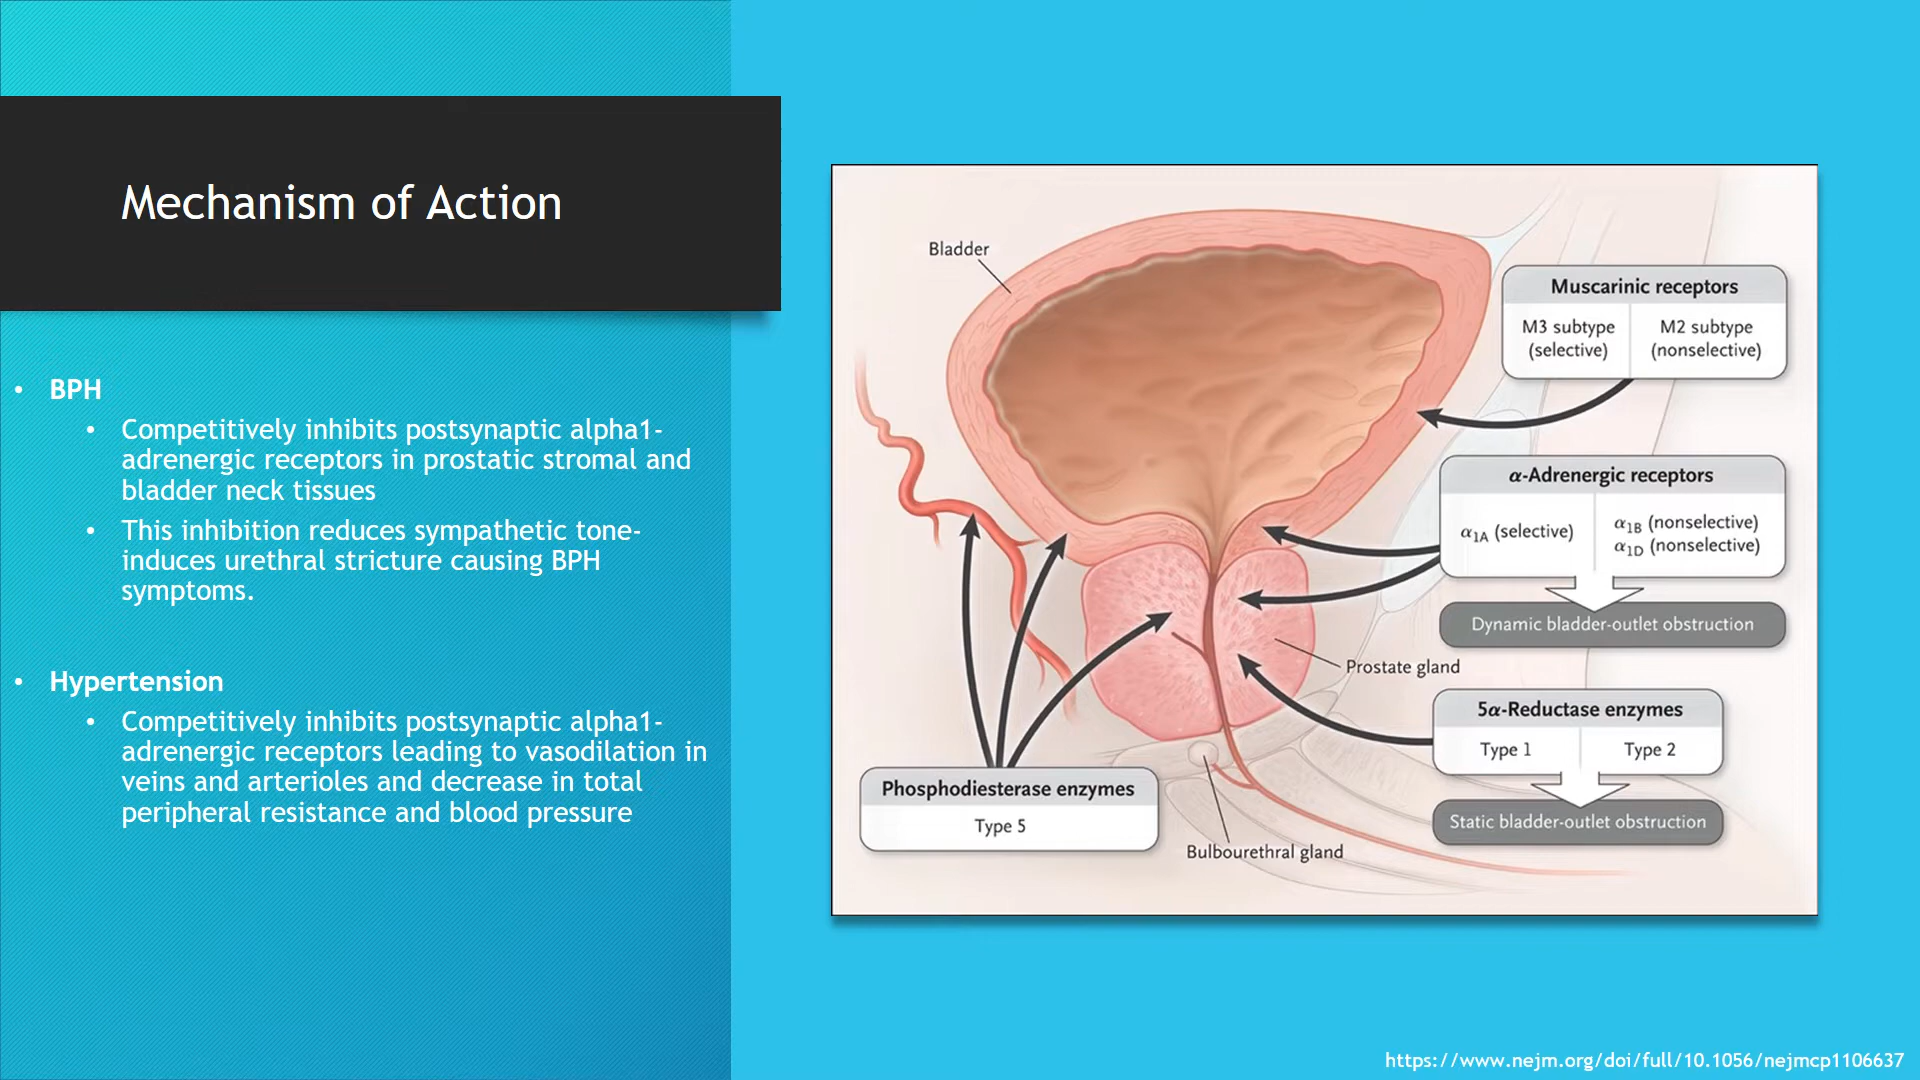 Mechanism of Action
• BPH
• Competitively inhibits postsynaptic alpha1-
adrenergic receptors in prostatic stromal and
bladder neck tissues
• This inhibition reduces sympathetic tone-
induces urethral stricture causing BPH
symptoms.
• Hypertension
• Competitively inhibits postsynaptic alpha1-
adrenergic receptors leading to vasodilation in
veins and arterioles and decrease in total
peripheral resistance and blood pressure
Bladder
Muscarinic receptors
M3 subtype
(selective)
M2 subtype
(nonselective)
α-Adrenergic receptors
α1A (selective)
α1B (nonselective)
α1D (nonselective)
Dynamic bladder-outlet obstruction
Prostate gland
5α-Reductase enzymes
Type 1
Type 2
Static bladder-outlet obstruction
Phosphodiesterase enzymes
Type 5
Bulbourethral gland
https://www.nejm.org/doi/full/10.1056/nejmcp1106637